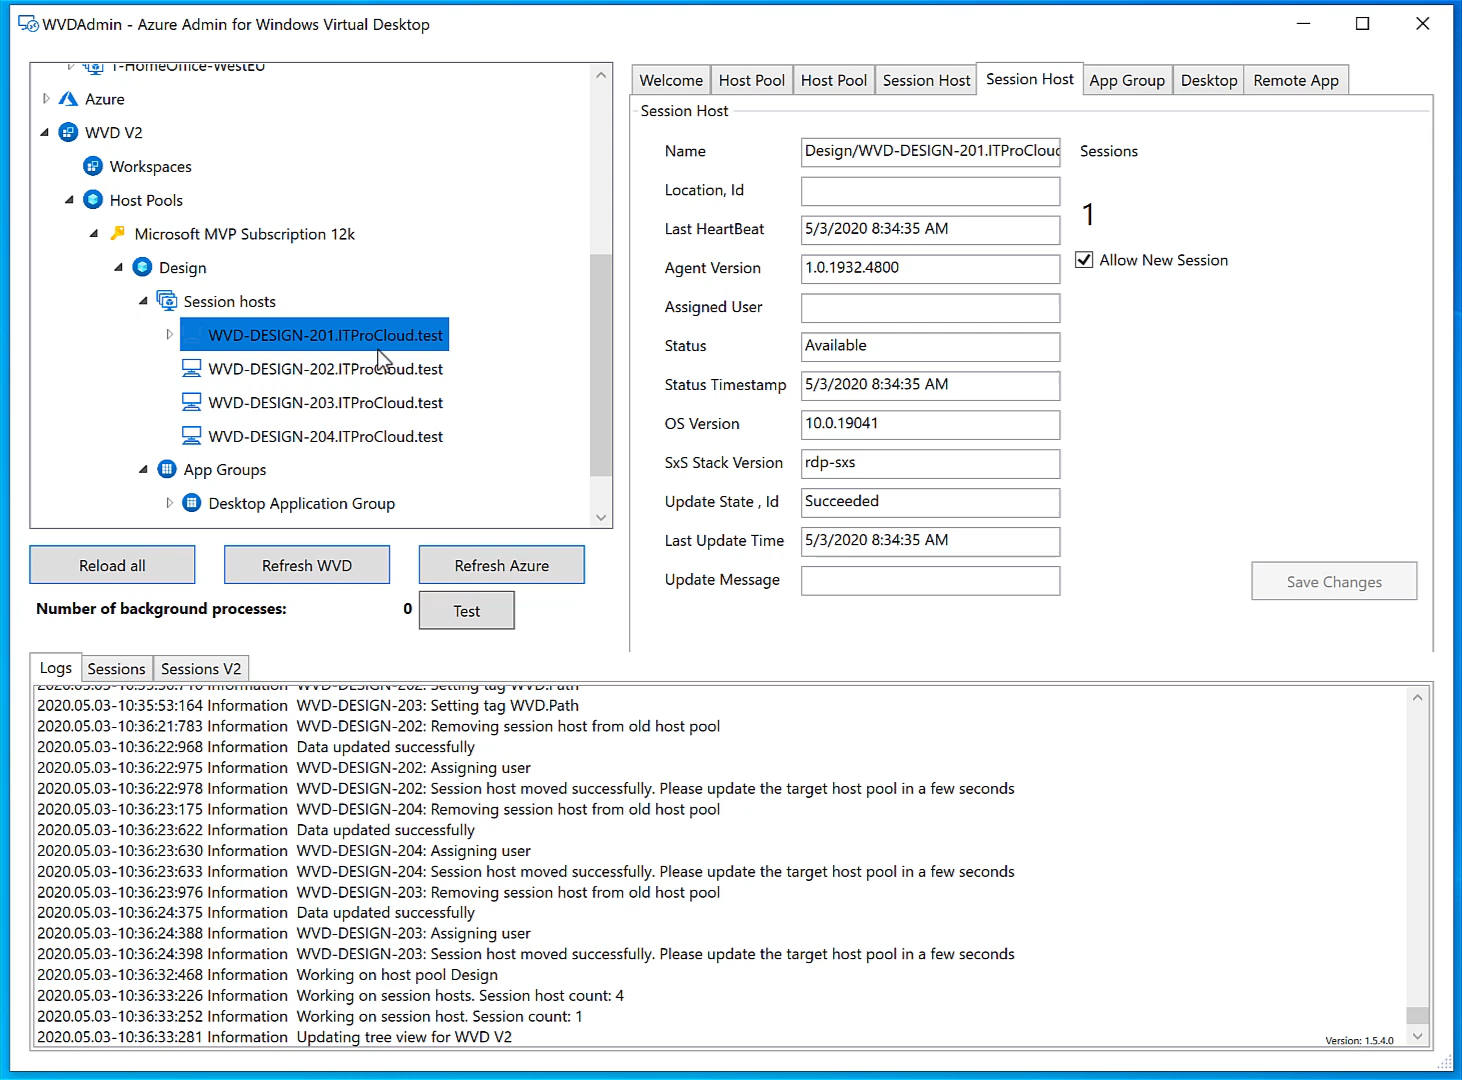 WVDAdmin - Azure Admin for Windows Virtual Desktop
T-HomeOffice-WestEU
Azure
WVD V2
Workspaces
Host Pools
Microsoft MVP Subscription 12k
Design
Session hosts
WVD-DESIGN-201.ITProCloud.test
WVD-DESIGN-202.ITProCloud.test
WVD-DESIGN-203.ITProCloud.test
WVD-DESIGN-204.ITProCloud.test
App Groups
Desktop Application Group
Reload all
Refresh WVD
Refresh Azure
Number of background processes: 0
Test
Welcome
Host Pool
Host Pool
Session Host
Session Host
App Group
Desktop
Remote App
Session Host
Name Design/WVD-DESIGN-201.ITProCloud
Location, Id
Last HeartBeat 5/3/2020 8:34:35 AM
Agent Version 1.0.1932.4800
Assigned User
Status Available
Status Timestamp 5/3/2020 8:34:35 AM
OS Version 10.0.19041
SxS Stack Version rdp-sxs
Update State , Id Succeeded
Last Update Time 5/3/2020 8:34:35 AM
Update Message
Sessions
1
Allow New Session
Save Changes
Logs
Sessions
Sessions V2
Information WVD-DESIGN-202: Setting tag WVD.Path
2020.05.03-10:35:53:164 Information WVD-DESIGN-203: Setting tag WVD.Path
2020.05.03-10:36:21:783 Information WVD-DESIGN-202: Removing session host from old host pool
2020.05.03-10:36:22:968 Information Data updated successfully
2020.05.03-10:36:22:975 Information WVD-DESIGN-202: Assigning user
2020.05.03-10:36:22:978 Information WVD-DESIGN-202: Session host moved successfully. Please update the target host pool in a few seconds
2020.05.03-10:36:23:175 Information WVD-DESIGN-204: Removing session host from old host pool
2020.05.03-10:36:23:622 Information Data updated successfully
2020.05.03-10:36:23:630 Information WVD-DESIGN-204: Assigning user
2020.05.03-10:36:23:633 Information WVD-DESIGN-204: Session host moved successfully. Please update the target host pool in a few seconds
2020.05.03-10:36:23:976 Information WVD-DESIGN-203: Removing session host from old host pool
2020.05.03-10:36:24:375 Information Data updated successfully
2020.05.03-10:36:24:388 Information WVD-DESIGN-203: Assigning user
2020.05.03-10:36:24:398 Information WVD-DESIGN-203: Session host moved successfully. Please update the target host pool in a few seconds
2020.05.03-10:36:32:468 Information Working on host pool Design
2020.05.03-10:36:33:226 Information Working on session hosts. Session host count: 4
2020.05.03-10:36:33:252 Information Working on session host. Session count: 1
2020.05.03-10:36:33:281 Information Updating tree view for WVD V2
Version: 1.5.4.0